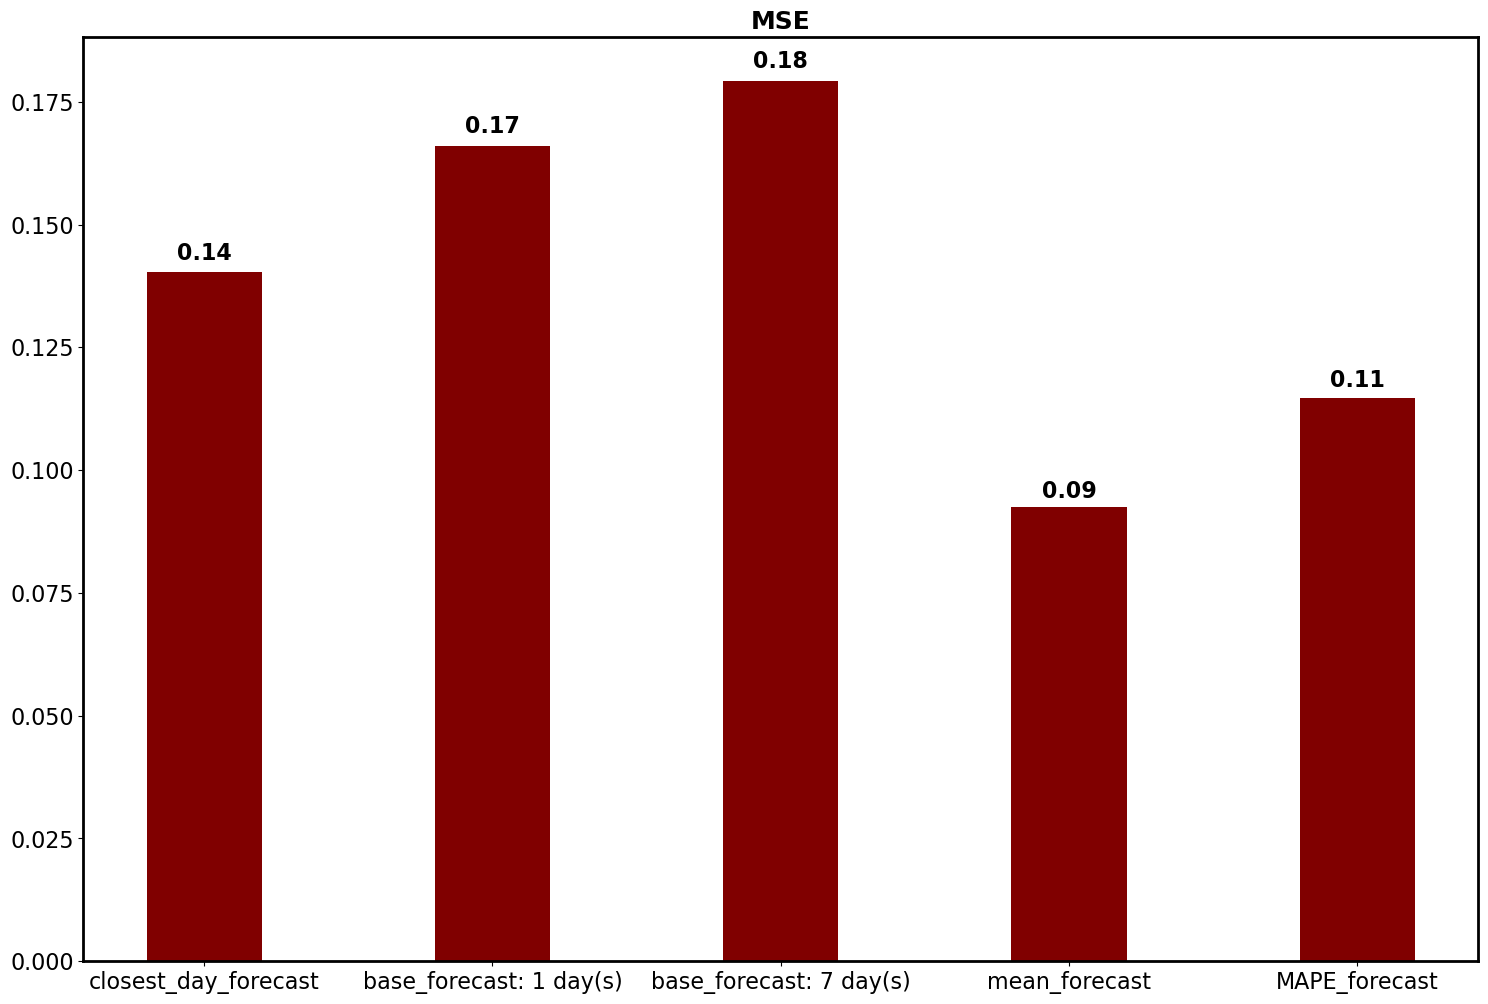 MSE
0.175
0.150
0.125
0.100
0.075
0.050
0.025
0.000
0.14
0.17
0.18
0.09
0.11
closest_day_forecast
base_forecast: 1 day(s)
base_forecast: 7 day(s)
mean_forecast
MAPE_forecast